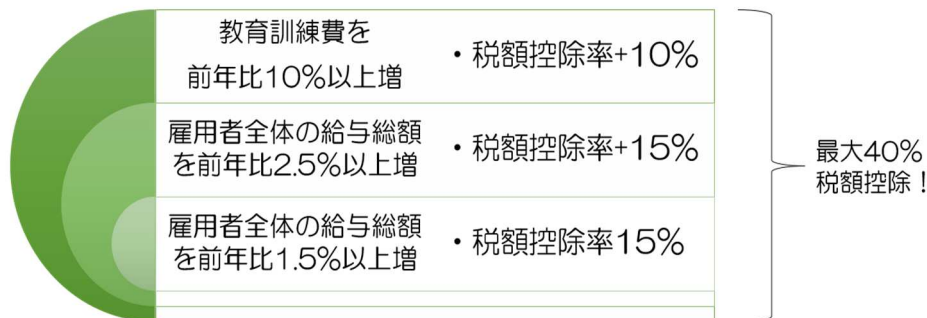 教育訓練費を
前年比10%以上増
・税額控除率+10%
雇用者全体の給与総額
を前年比2.5%以上増
・税額控除率+15%
雇用者全体の給与総額
を前年比1.5%以上増
・税額控除率15%
最大40%
税額控除！